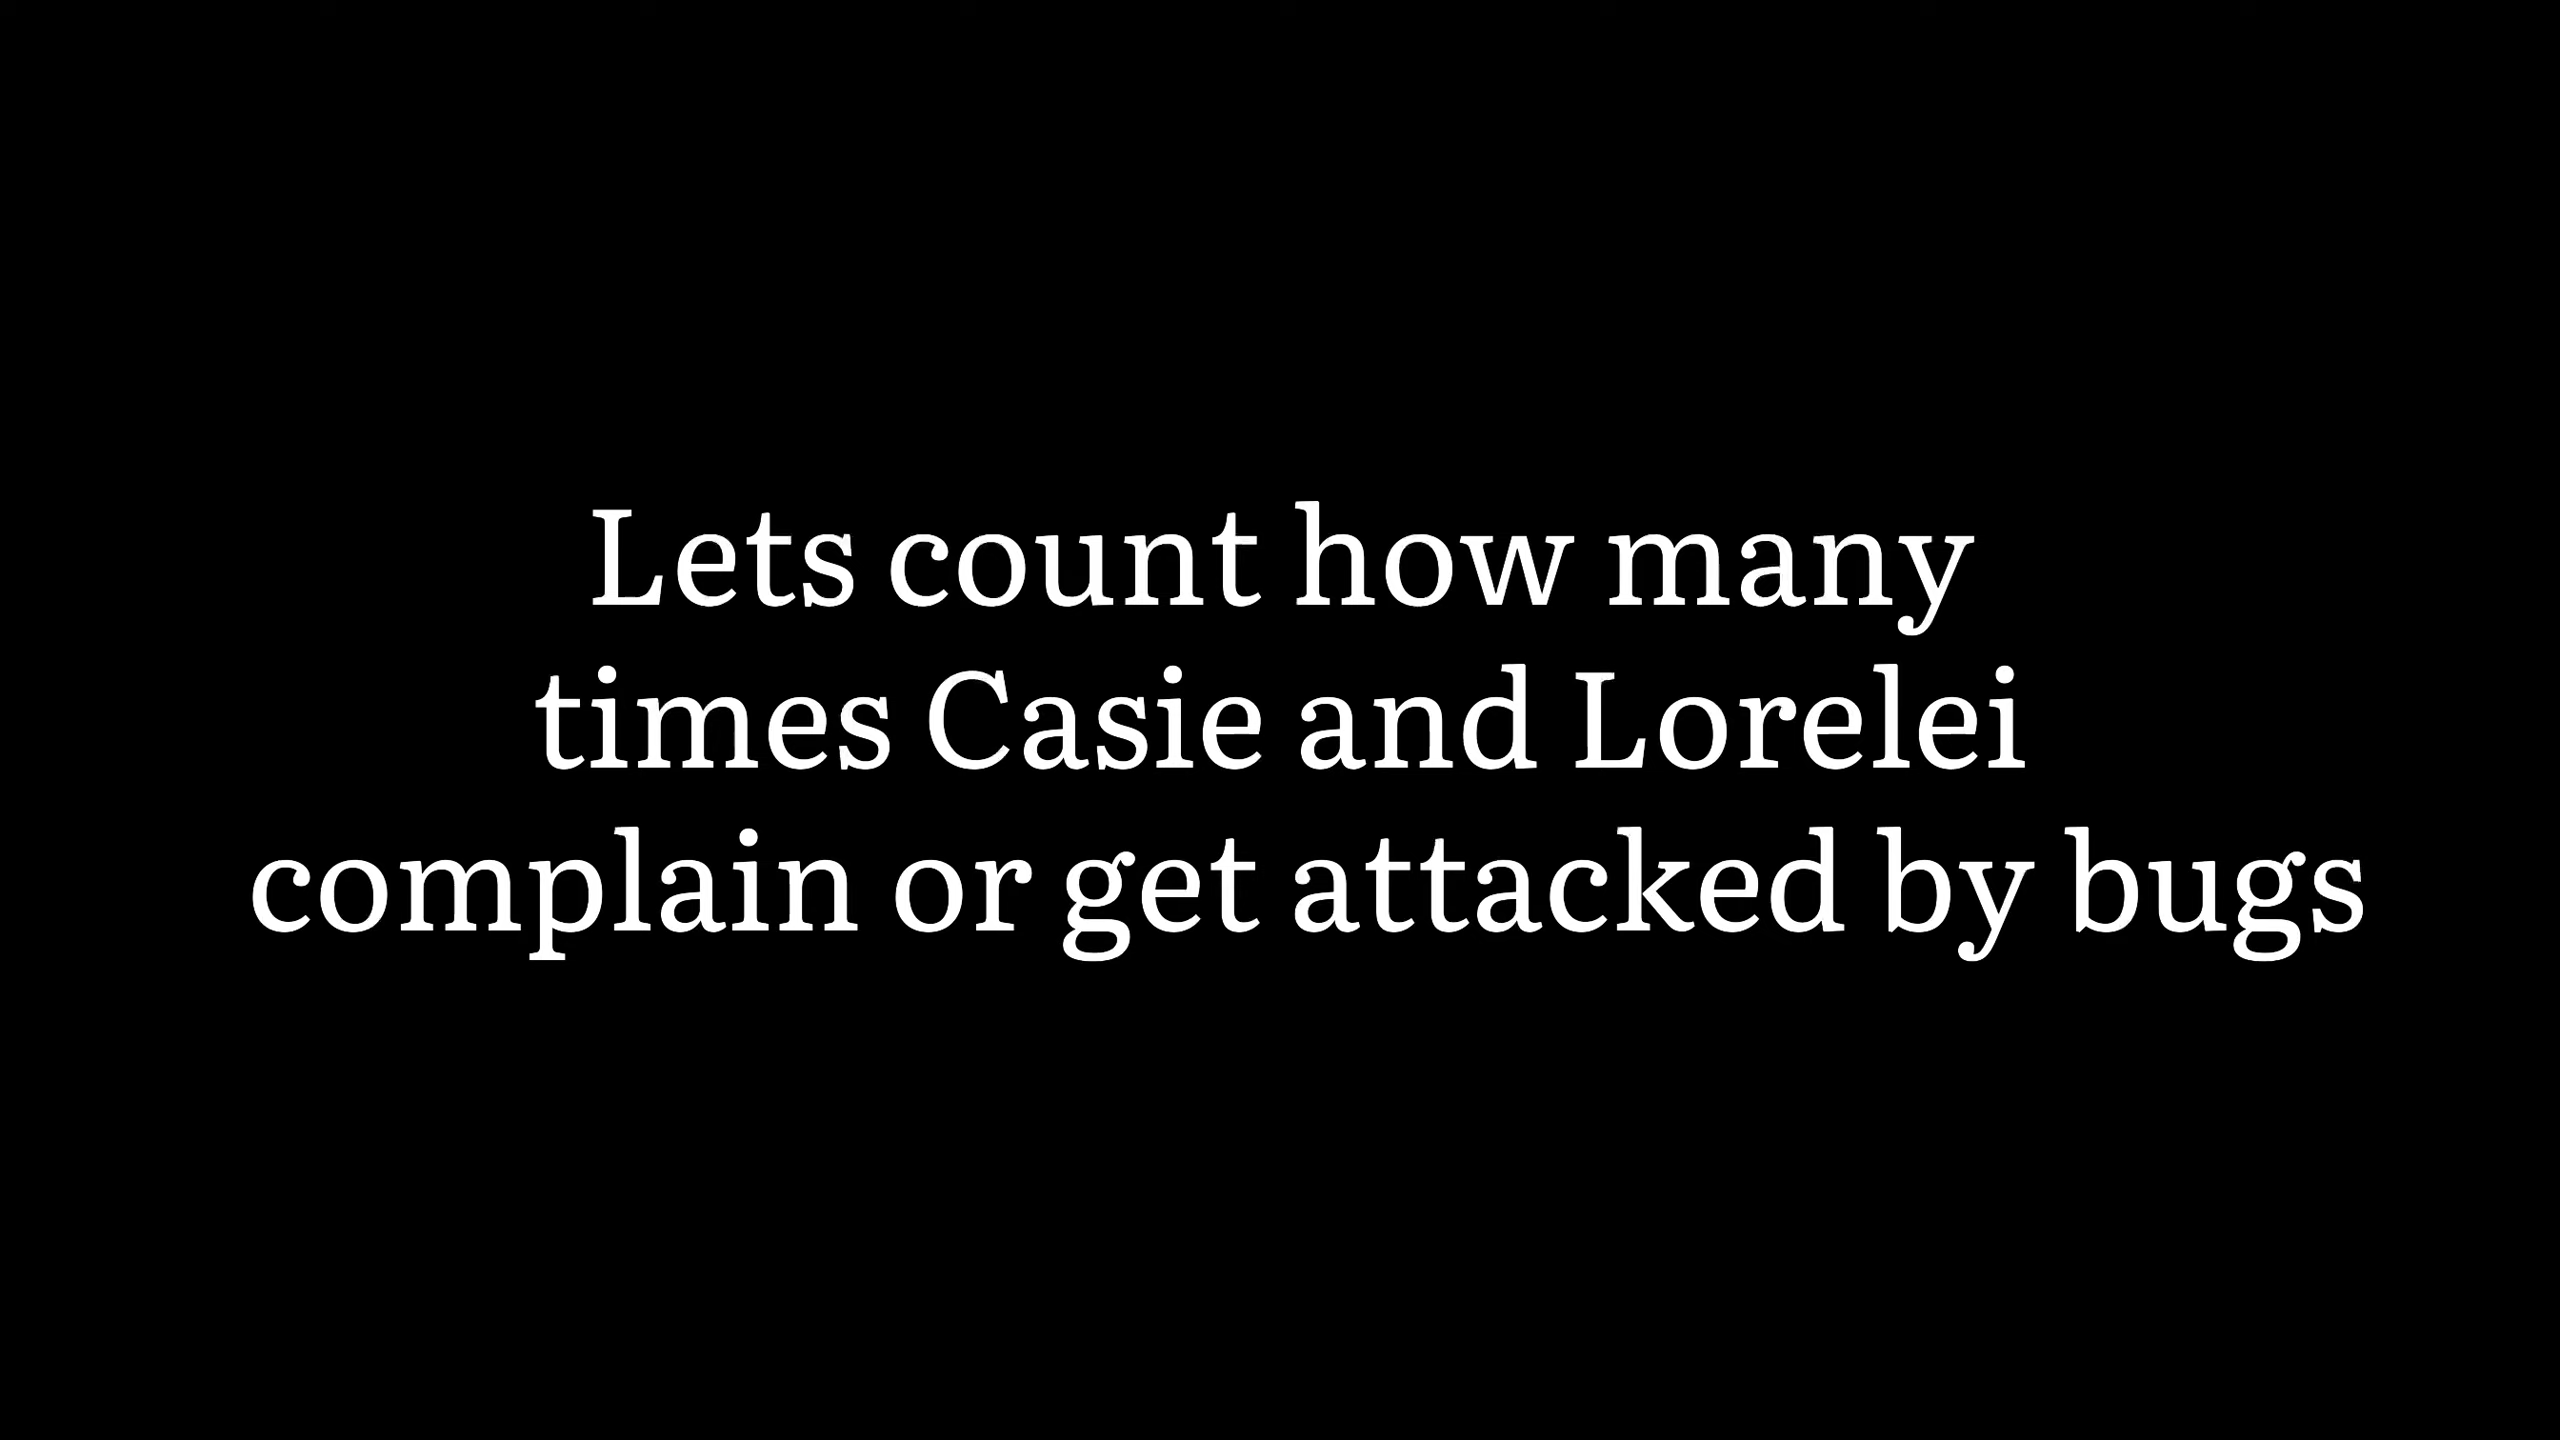 Lets count how many
times Casie and Lorelei
complain or get attacked by bugs